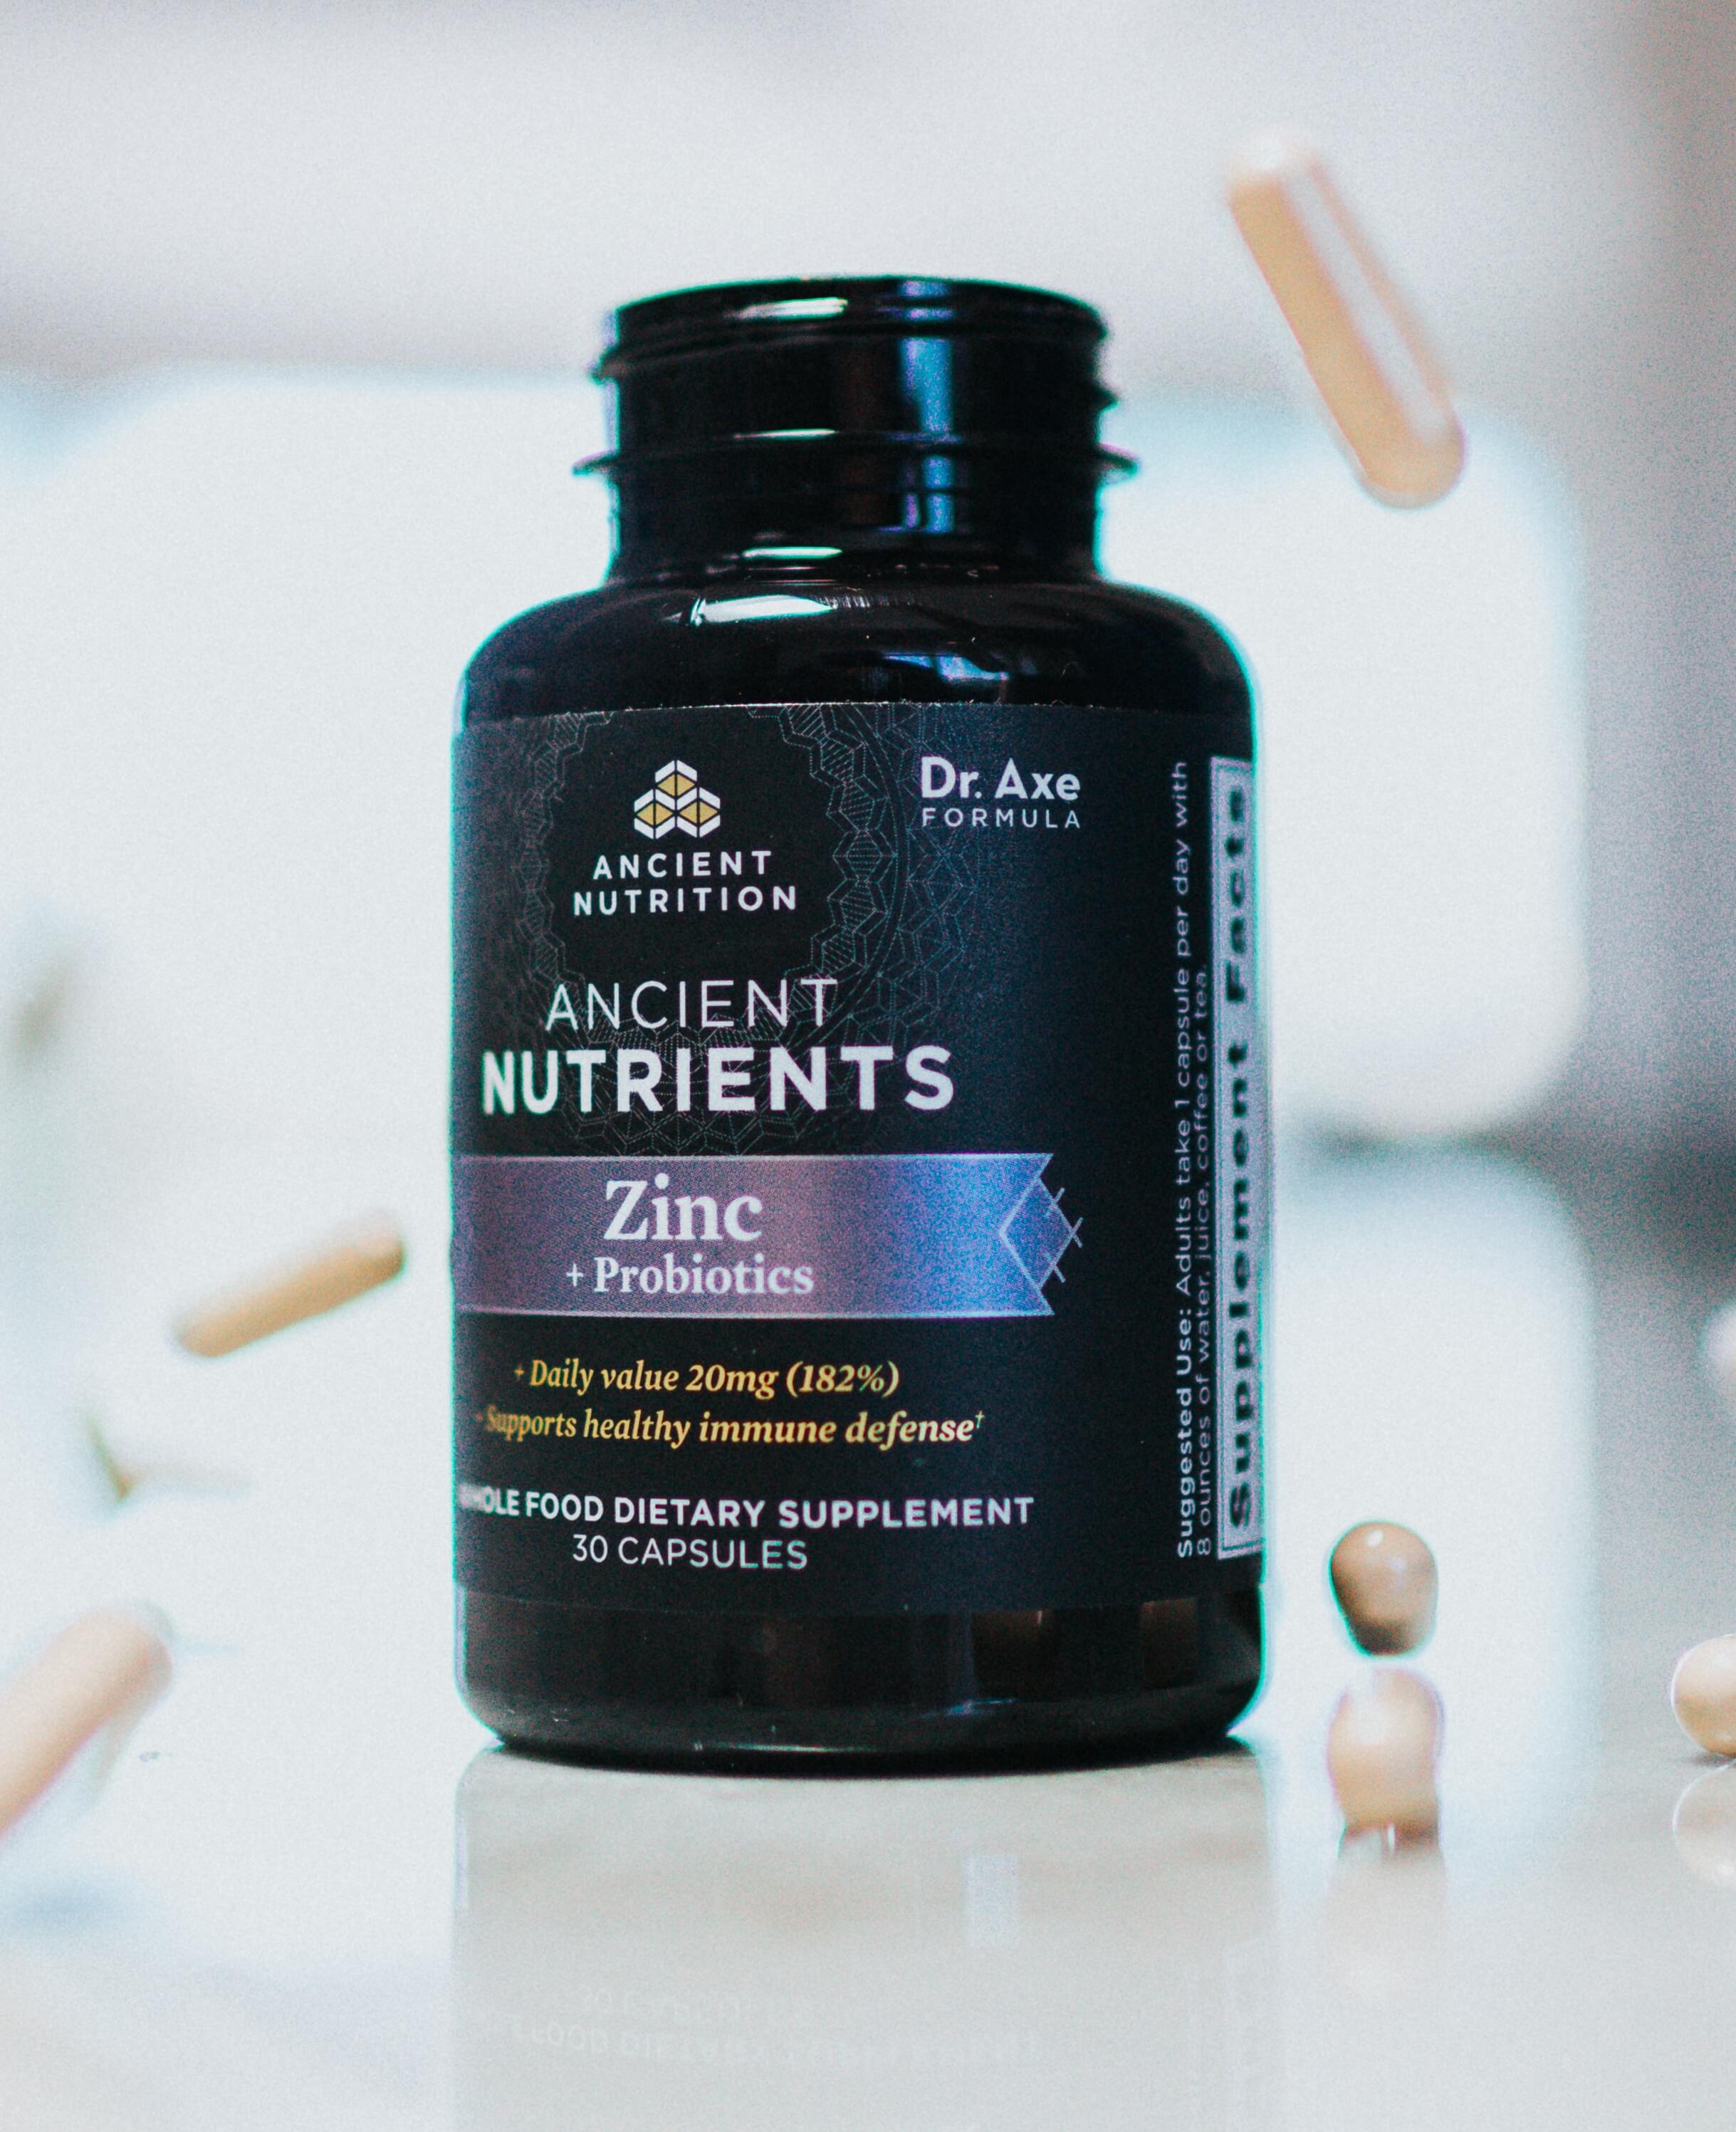 Dr. Axe
FORMULA
ANCIENT
NUTRITION
ANCIENT
NUTRIENTS
Zinc
+ Probiotics
+ Daily value 20mg (182%)
Supports healthy immune defense†
FOOD DIETARY SUPPLEMENT
30 CAPSULES
Suggested Use: Adults take 1 capsule per day with
8 ounces of water, juice, coffee or tea.
Supplement Facts